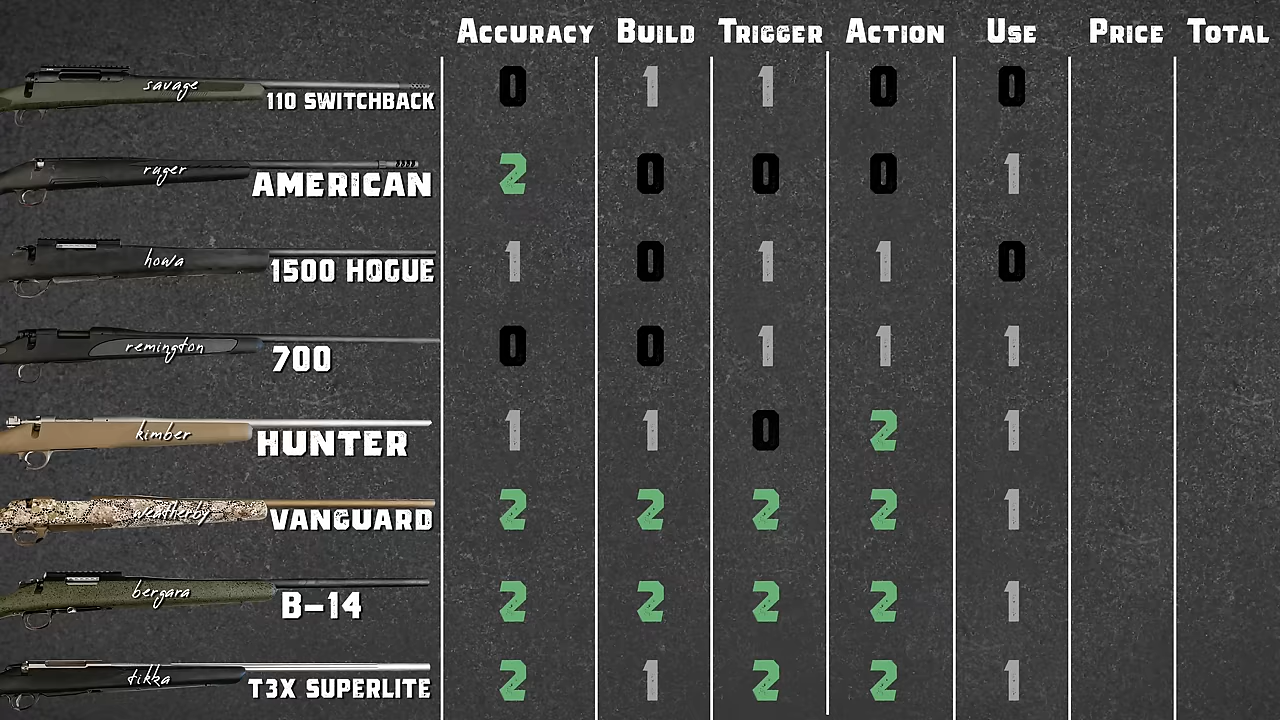 Accuracy Build Trigger Action Use Price Total
savage
110 Switchback 0 1 1 0 0
ruger
American 2 0 0 0 1
howa
1500 Hogue 1 0 1 1 0
remington
700 0 0 1 1 1
kimber
Hunter 1 1 0 2 1
weatherby
Vanguard 2 2 2 2 1
bergara
B-14 2 2 2 2 1
tikka
T3X Superlite 2 1 2 2 1